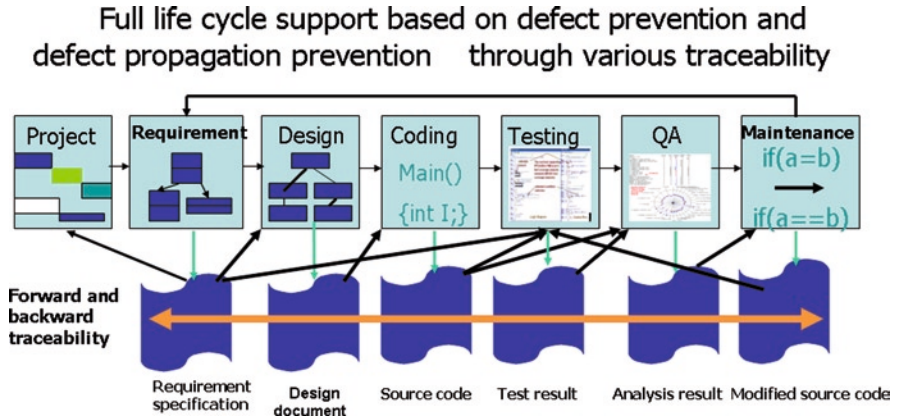 Full life cycle support based on defect prevention and
defect propagation prevention through various traceability
Project
Requirement
Design
Coding
Testing
QA
Maintenance
Main()
{int I;}
if(a=b)
if(a==b)
Forward and
backward
traceability
Requirement
specification
Design
document
Source code
Test result
Analysis result
Modified source code